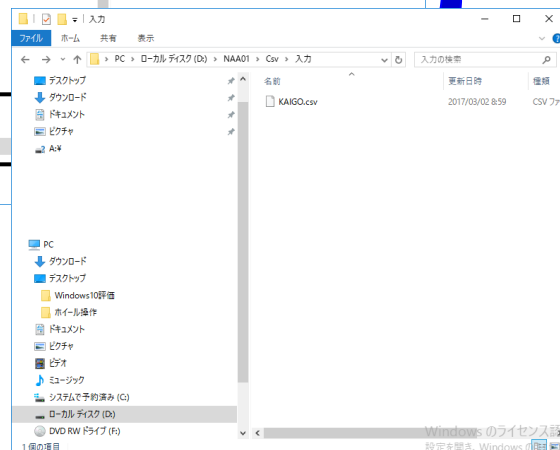 入力
ファイル ホーム 共有 表示
PC > ローカル ディスク (D:) > NAA01 > Csv > 入力
入力の検索
名前 更新日時 種類
KAIGO.csv 2017/03/02 8:59 CSV ファ
デスクトップ
ダウンロード
ドキュメント
ピクチャ
A:¥
PC
ダウンロード
デスクトップ
Windows10評価
ホイール操作
ドキュメント
ピクチャ
ビデオ
ミュージック
システムで予約済み (C:)
ローカル ディスク (D:)
DVD RW ドライブ (F:)
1 個の項目
Windows のライセンス認
設定を開き、Windows の